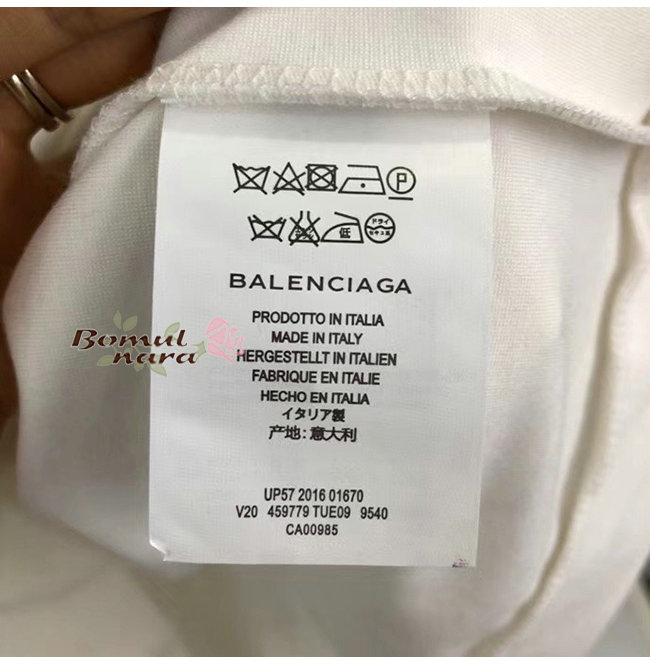 P
低 ドライ セキユ系
BALENCIAGA
PRODOTTO IN ITALIA
MADE IN ITALY
HERGESTELLT IN ITALIEN
FABRIQUE EN ITALIE
HECHO EN ITALIA
イタリア製
产地:意大利
Bomul
nara
UP57 2016 01670
V20 459779 TUE09 9540
CA00985